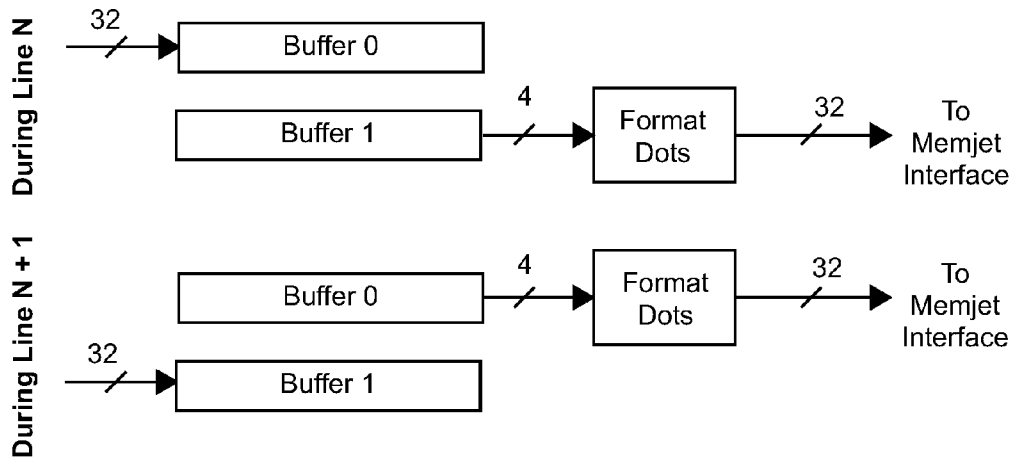 During Line N
32
Buffer 0
Buffer 1
4
Format
Dots
32
To
Memjet
Interface
During Line N + 1
Buffer 0
4
Format
Dots
32
To
Memjet
Interface
32
Buffer 1